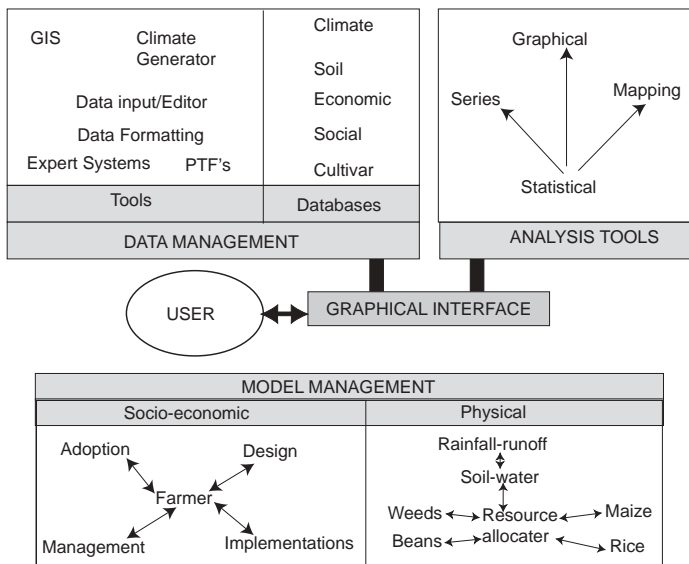 GIS
Climate
Generator
Data input/Editor
Data Formatting
Expert Systems
PTF's
Tools
Climate
Soil
Economic
Social
Cultivar
Databases
DATA MANAGEMENT
Graphical
Series
Mapping
Statistical
ANALYSIS TOOLS
USER
GRAPHICAL INTERFACE
MODEL MANAGEMENT
Socio-economic
Adoption
Design
Farmer
Management
Implementations
Physical
Rainfall-runoff
Soil-water
Weeds
Resource
allocater
Maize
Beans
Rice